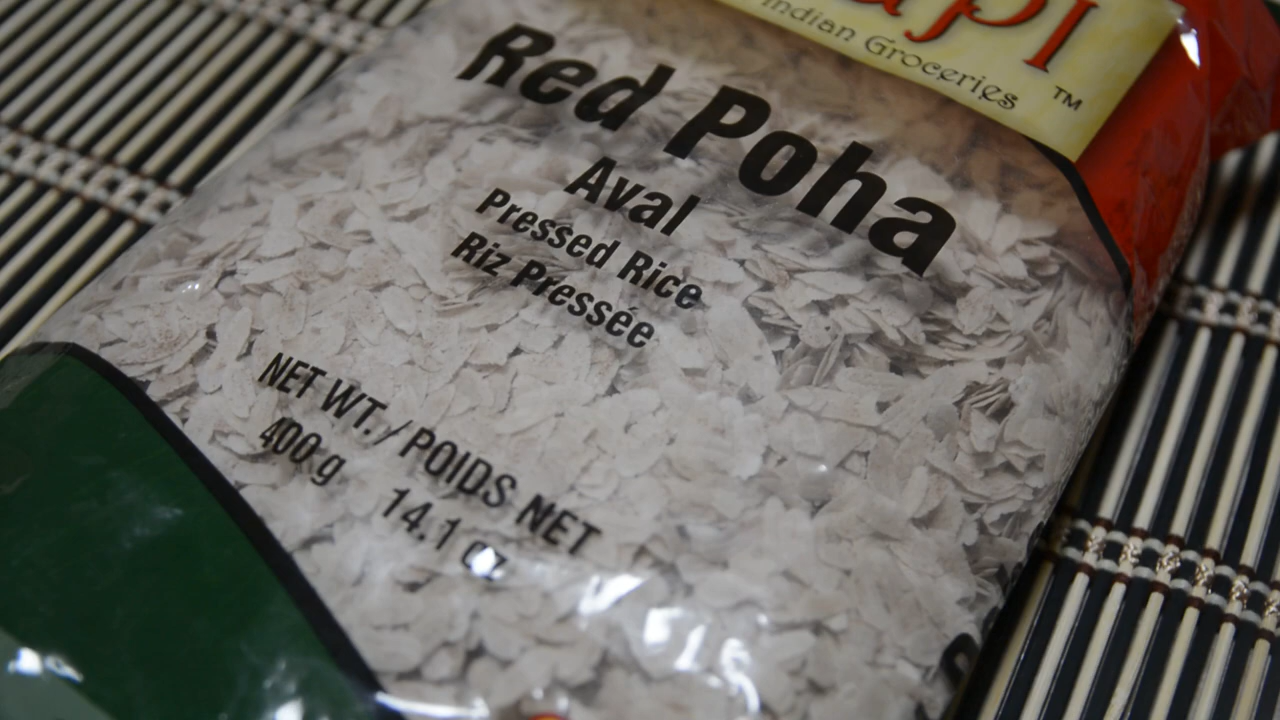 Indian Groceries
TM
Red Poha
Aval
Pressed Rice
Riz Pressée
NET WT. / POIDS NET
400 g 14.1 oz